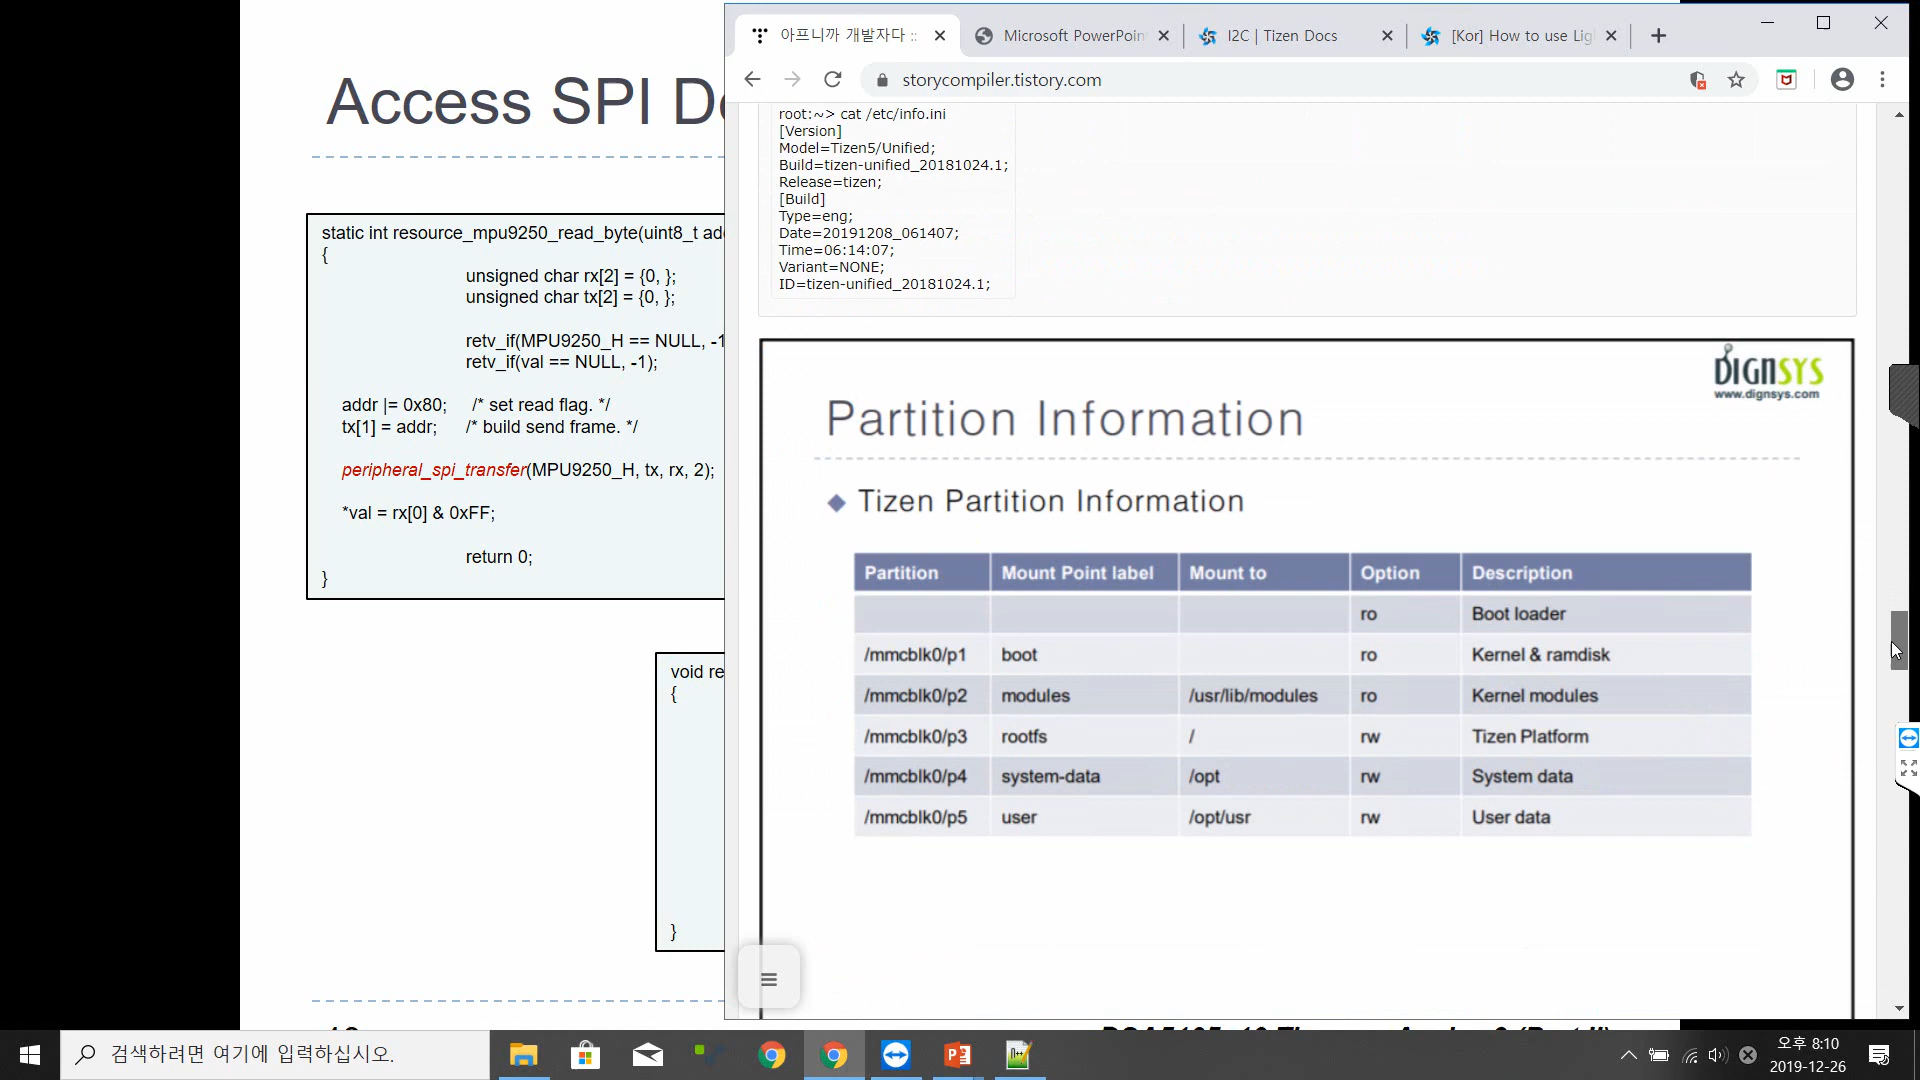 Access SPI De
static int resource_mpu9250_read_byte(uint8_t add
{
unsigned char rx[2] = {0, };
unsigned char tx[2] = {0, };
retv_if(MPU9250_H == NULL, -1
retv_if(val == NULL, -1);
addr |= 0x80; /* set read flag. */
tx[1] = addr; /* build send frame. */
peripheral_spi_transfer(MPU9250_H, tx, rx, 2);
*val = rx[0] & 0xFF;
return 0;
}
void re
{
}
아프니까 개발자다 ::
Microsoft PowerPoin
I2C | Tizen Docs
[Kor] How to use Lig
storycompiler.tistory.com
root:~> cat /etc/info.ini
[Version]
Model=Tizen5/Unified;
Build=tizen-unified_20181024.1;
Release=tizen;
[Build]
Type=eng;
Date=20191208_061407;
Time=06:14:07;
Variant=NONE;
ID=tizen-unified_20181024.1;
DIGNSYS
www.dignsys.com
Partition Information
Tizen Partition Information
Partition Mount Point label Mount to Option Description
ro Boot loader
/mmcblk0/p1 boot ro Kernel & ramdisk
/mmcblk0/p2 modules /usr/lib/modules ro Kernel modules
/mmcblk0/p3 rootfs / rw Tizen Platform
/mmcblk0/p4 system-data /opt rw System data
/mmcblk0/p5 user /opt/usr rw User data
검색하려면 여기에 입력하십시오.
오후 8:10
2019-12-26